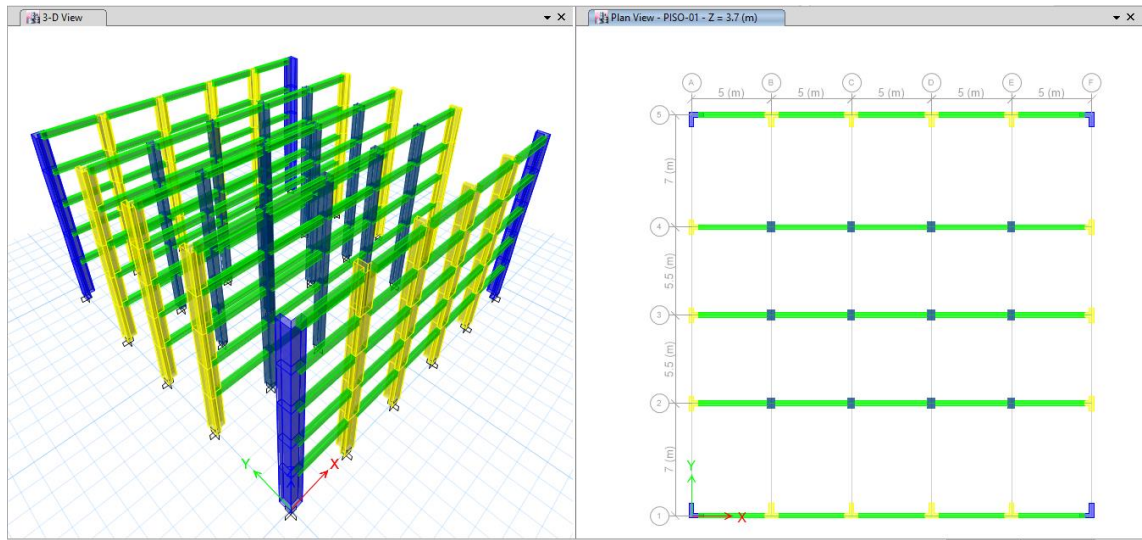 3-D View
Plan View - PISO-01 - Z = 3.7 (m)
A B C D E F
5 (m) 5 (m) 5 (m) 5 (m) 5 (m)
5
7 (m)
4
5.5 (m)
3
5.5 (m)
2
7 (m)
Y
1
X
Y X